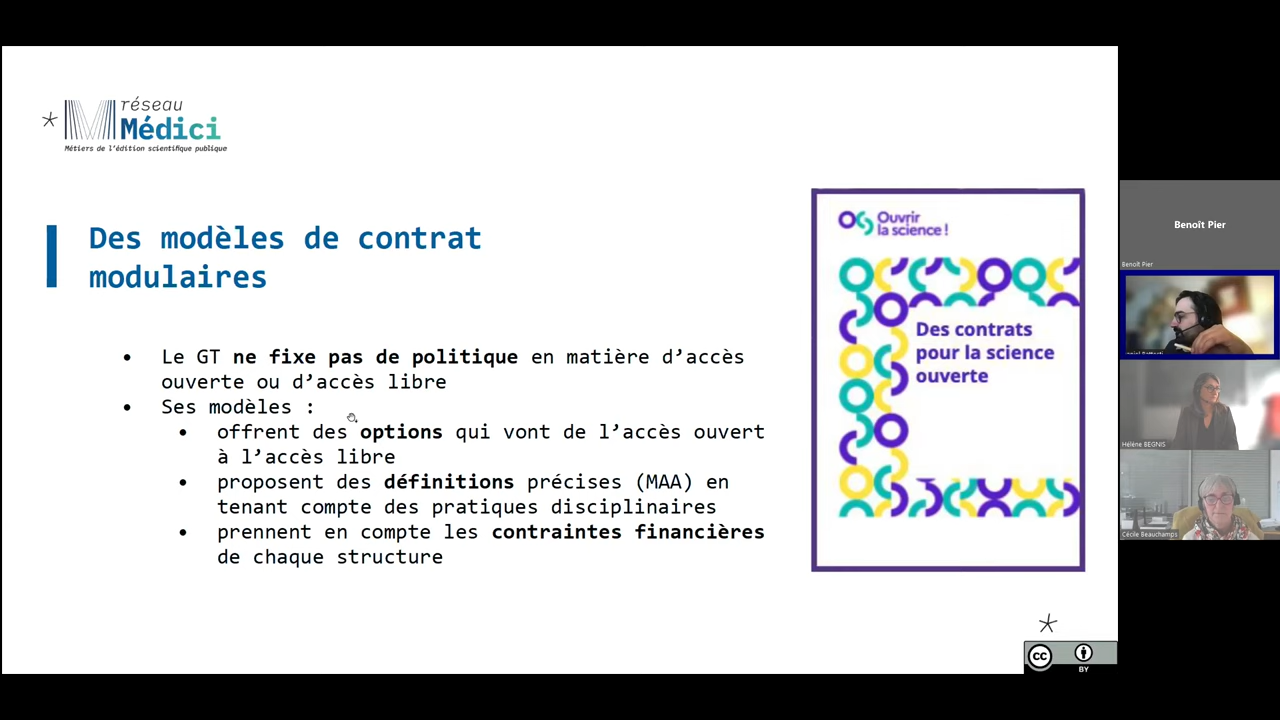 réseau
Médici
Métiers de l'édition scientifique publique
Des modèles de contrat
modulaires
• Le GT ne fixe pas de politique en matière d'accès
ouverte ou d'accès libre
• Ses modèles :
• offrent des options qui vont de l'accès ouvert
à l'accès libre
• proposent des définitions précises (MAA) en
tenant compte des pratiques disciplinaires
• prennent en compte les contraintes financières
de chaque structure
Ouvrir
la science !
Des contrats
pour la science
ouverte
cc
BY
Benoît Pier
Benoît Pier
Hélène BEGNIS
Cécile Beauchamps